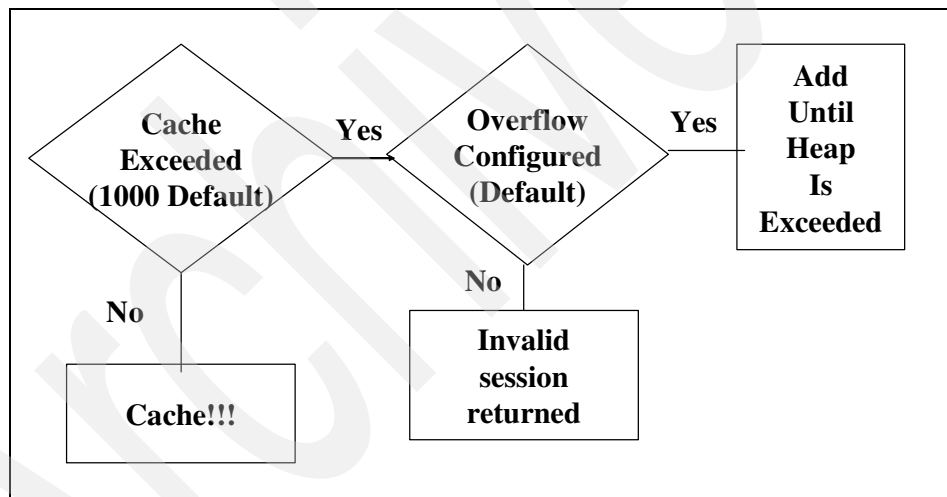 Cache
Exceeded
(1000 Default)
Yes
Overflow
Configured
(Default)
Yes
Add
Until
Heap
Is
Exceeded
No
Cache!!!
No
Invalid
session
returned